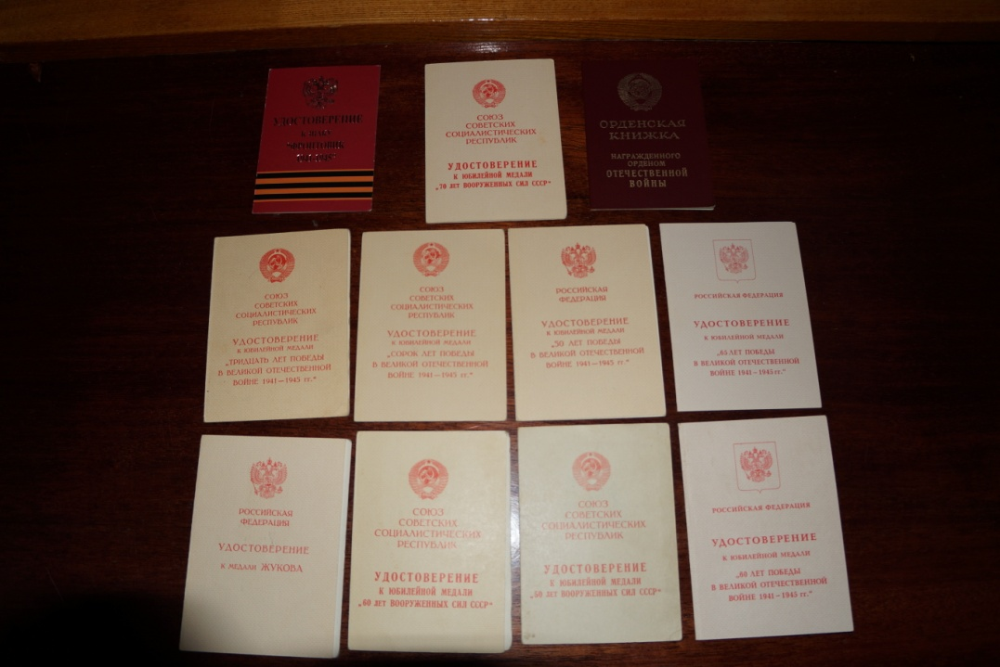 УДОСТОВЕРЕНИЕ
К ЗНАКУ
"ФРОНТОВИК
1941-1945"
СОЮЗ
СОВЕТСКИХ
СОЦИАЛИСТИЧЕСКИХ
РЕСПУБЛИК
УДОСТОВЕРЕНИЕ
К ЮБИЛЕЙНОЙ МЕДАЛИ
„70 ЛЕТ ВООРУЖЕННЫХ СИЛ СССР“
ОРДЕНСКАЯ
КНИЖКА
НАГРАЖДЕННОГО
ОРДЕНОМ
ОТЕЧЕСТВЕННОЙ
ВОЙНЫ
СОЮЗ
СОВЕТСКИХ
СОЦИАЛИСТИЧЕСКИХ
РЕСПУБЛИК
УДОСТОВЕРЕНИЕ
К ЮБИЛЕЙНОЙ МЕДАЛИ
„ТРИДЦАТЬ ЛЕТ ПОБЕДЫ
В ВЕЛИКОЙ ОТЕЧЕСТВЕННОЙ
ВОЙНЕ 1941—1945 гг.“
СОЮЗ
СОВЕТСКИХ
СОЦИАЛИСТИЧЕСКИХ
РЕСПУБЛИК
УДОСТОВЕРЕНИЕ
К ЮБИЛЕЙНОЙ МЕДАЛИ
„СОРОК ЛЕТ ПОБЕДЫ
В ВЕЛИКОЙ ОТЕЧЕСТВЕННОЙ
ВОЙНЕ 1941—1945 гг.“
РОССИЙСКАЯ
ФЕДЕРАЦИЯ
УДОСТОВЕРЕНИЕ
К ЮБИЛЕЙНОЙ МЕДАЛИ
„50 ЛЕТ ПОБЕДЫ
В ВЕЛИКОЙ ОТЕЧЕСТВЕННОЙ
ВОЙНЕ 1941—1945 гг.“
РОССИЙСКАЯ ФЕДЕРАЦИЯ
УДОСТОВЕРЕНИЕ
К ЮБИЛЕЙНОЙ МЕДАЛИ
ЛЕТ ПОБЕДЫ
В ВЕЛИКОЙ ОТЕЧЕСТВЕННОЙ
ВОЙНЕ 1941—1945 гг.“
РОССИЙСКАЯ
ФЕДЕРАЦИЯ
УДОСТОВЕРЕНИЕ
К МЕДАЛИ ЖУКОВА
СОЮЗ
СОВЕТСКИХ
СОЦИАЛИСТИЧЕСКИХ
РЕСПУБЛИК
УДОСТОВЕРЕНИЕ
К ЮБИЛЕЙНОЙ МЕДАЛИ
„60 ЛЕТ ВООРУЖЕННЫХ СИЛ СССР“
СОЮЗ
СОВЕТСКИХ
СОЦИАЛИСТИЧЕСКИХ
РЕСПУБЛИК
УДОСТОВЕРЕНИЕ
К ЮБИЛЕЙНОЙ МЕДАЛИ
„50 ЛЕТ ВООРУЖЕННЫХ СИЛ СССР“
РОССИЙСКАЯ ФЕДЕРАЦИЯ
УДОСТОВЕРЕНИЕ
К ЮБИЛЕЙНОЙ МЕДАЛИ
„60 ЛЕТ ПОБЕДЫ
В ВЕЛИКОЙ ОТЕЧЕСТВЕННОЙ
ВОЙНЕ 1941—1945 гг.“